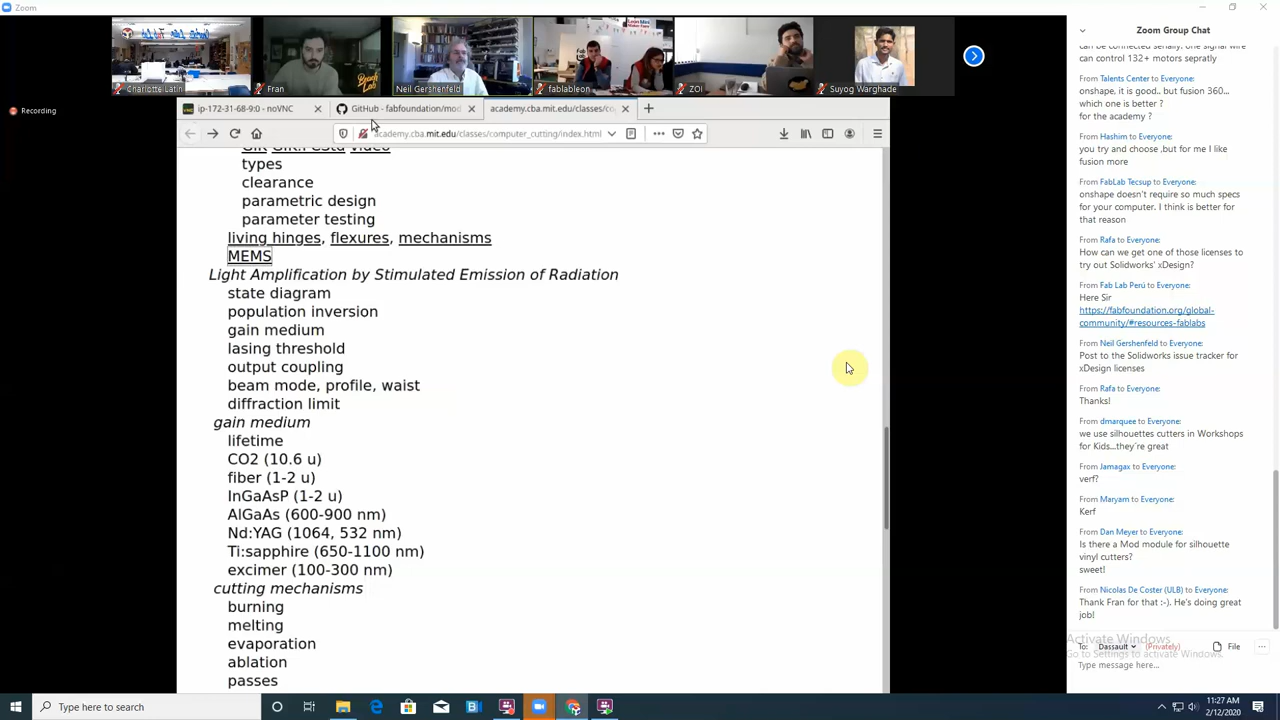 Zoom
Recording
Charlotte Latin
Fran
Neil Gershenfeld
fablableon
ZOI
Suyog Warghade
ip-172-31-68-9:0 - noVNC
GitHub - fabfoundation/mod
academy.cba.mit.edu/classes/co
academy.cba.mit.edu/classes/computer_cutting/index.html
types
clearance
parametric design
parameter testing
living hinges, flexures, mechanisms
MEMS
Light Amplification by Stimulated Emission of Radiation
state diagram
population inversion
gain medium
lasing threshold
output coupling
beam mode, profile, waist
diffraction limit
gain medium
lifetime
CO2 (10.6 u)
fiber (1-2 u)
InGaAsP (1-2 u)
AlGaAs (600-900 nm)
Nd:YAG (1064, 532 nm)
Ti:sapphire (650-1100 nm)
excimer (100-300 nm)
cutting mechanisms
burning
melting
evaporation
ablation
passes
Zoom Group Chat
can be connected serially. one signal wire
can control 132+ motors sepratly
From Talents Center to Everyone:
onshape, it is good.. but fusion 360...
which one is better ?
for the academy ?
From Hashim to Everyone:
you try and choose ,but for me I like
fusion more
From FabLab Tecsup to Everyone:
onshape doesn't require so much specs
for your computer. I think is better for
that reason
From Rafa to Everyone:
How can we get one of those licenses to
try out Solidworks' xDesign?
From Fab Lab Perú to Everyone:
Here Sir
https://fabfoundation.org/global-
community/#resources-fablabs
From Neil Gershenfeld to Everyone:
Post to the Solidworks issue tracker for
xDesign licenses
From Rafa to Everyone:
Thanks!
From dmarquee to Everyone:
we use silhouettes cutters in Workshops
for Kids...they´re great
From Jamagax to Everyone:
verf?
From Maryam to Everyone:
Kerf
From Dan Meyer to Everyone:
Is there a Mod module for silhouette
vinyl cutters?
sweet!
From Nicolas De Coster (ULB) to Everyone:
Thank Fran for that :-). He's doing great
job!
Activate Windows
Go to Settings to activate Windows.
To: Dassault (Privately) File
Type message here...
Type here to search
11:27 AM
2/12/2020